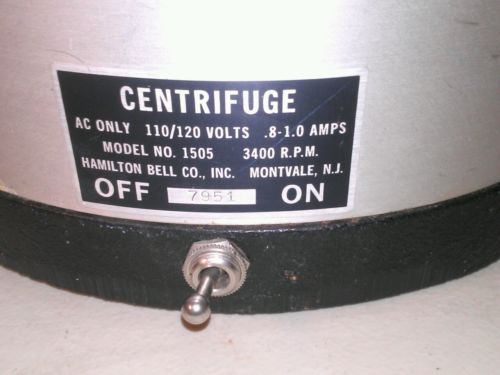 CENTRIFUGE
AC ONLY 110/120 VOLTS .8-1.0 AMPS
MODEL NO. 1505 3400 R.P.M.
HAMILTON BELL CO., INC. MONTVALE, N.J.
OFF 7951 ON